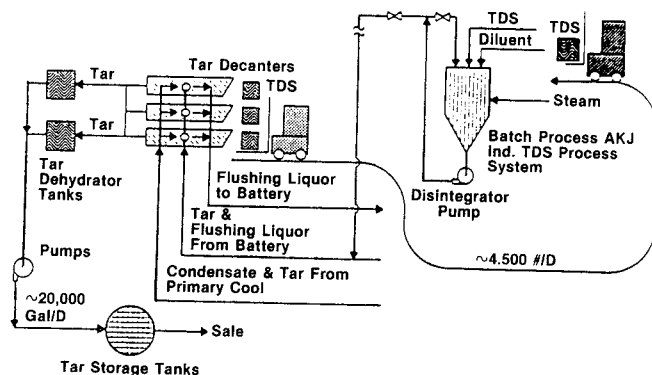 TDS
TDS
Diluent
Tar Decanters
Tar
TDS
Steam
Tar
Batch Process AKJ
Ind. TDS Process
System
Tar
Dehydrator
Tanks
Flushing Liquor
to Battery
Disintegrator
Pump
Tar &
Flushing Liquor
From Battery
Pumps
~4.500 #/D
Condensate & Tar From
Primary Cool
~20,000
Gal/D
Sale
Tar Storage Tanks